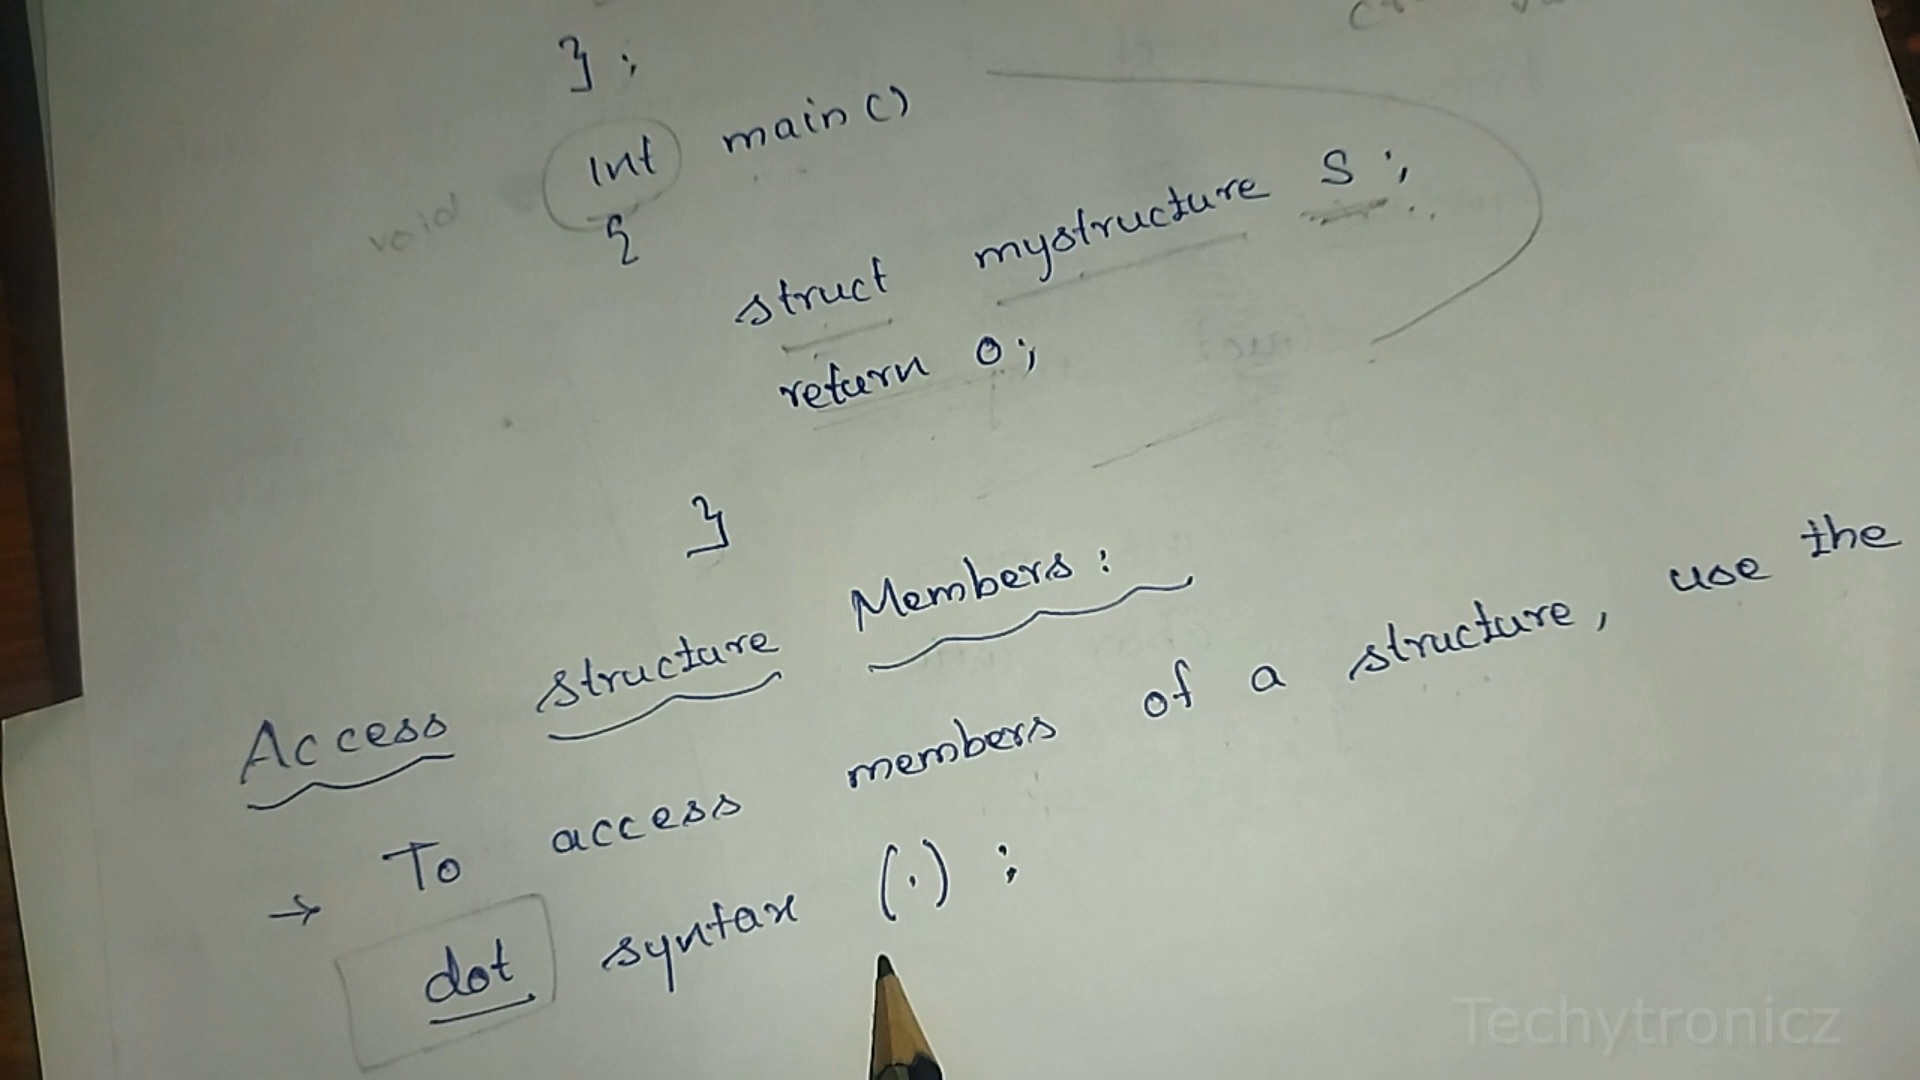 };
int main()
void
{
struct mystructure s;
return 0;
}
Access structure Members:
→ To access members of a structure, use the
dot syntax (.) ;
Techytronicz